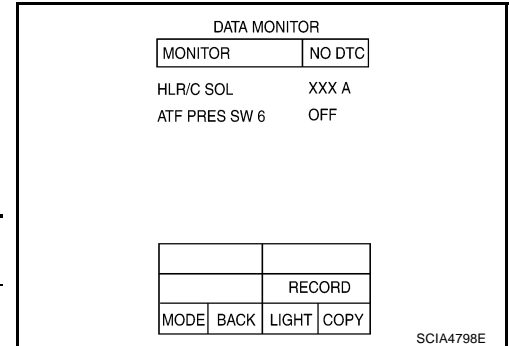 DATA MONITOR
MONITOR NO DTC
HLR/C SOL XXX A
ATF PRES SW 6 OFF
RECORD
MODE BACK LIGHT COPY
SCIA4798E